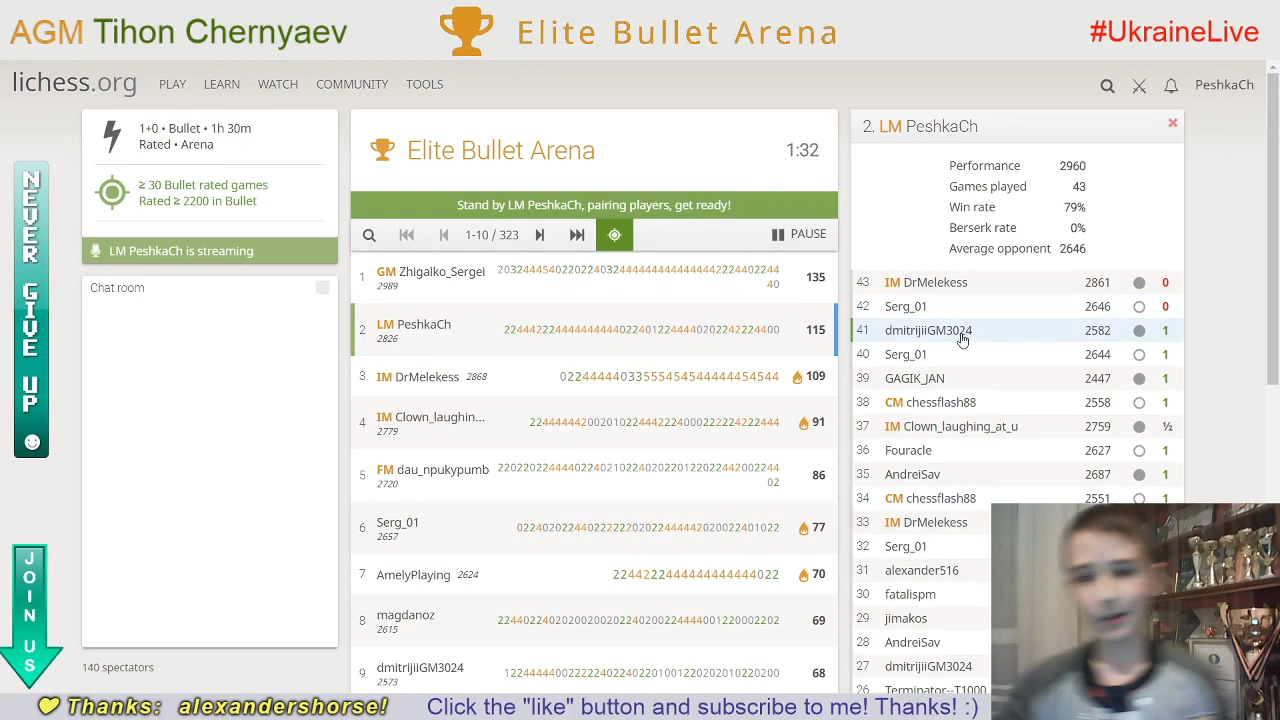 AGM Tihon Chernyaev
Elite Bullet Arena
#UkraineLive
lichess.org
PLAY
LEARN
WATCH
COMMUNITY
TOOLS
PeshkaCh
NEVER GIVE UP
JOIN US
1+0 • Bullet • 1h 30m
Rated • Arena
≥ 30 Bullet rated games
Rated ≥ 2200 in Bullet
LM PeshkaCh is streaming
Chat room
140 spectators
Elite Bullet Arena
1:32
Stand by LM PeshkaCh, pairing players, get ready!
1-10 / 323
PAUSE
1 GM Zhigalko_Sergei 135
2989
2 LM PeshkaCh 115
2826
3 IM DrMelekess 2868 109
4 IM Clown_laughin... 91
2779
5 FM dau_npukypumb 86
2720
6 Serg_01 77
2657
7 AmelyPlaying 2624 70
8 magdanoz 69
2615
9 dmitrijiiGM3024 68
2573
2. LM PeshkaCh
Performance 2960
Games played 43
Win rate 79%
Berserk rate 0%
Average opponent 2646
43 IM DrMelekess 2861 0
42 Serg_01 2646 0
41 dmitrijiiGM3024 2582 1
40 Serg_01 2644 1
39 GAGIK_JAN 2447 1
38 CM chessflash88 2558 1
37 IM Clown_laughing_at_u 2759 ½
36 Fouracle 2627 1
35 AndreiSav 2687 1
34 CM chessflash88 2551 1
33 IM DrMelekess
32 Serg_01
31 alexander516
30 fatalispm
29 jimakos
28 AndreiSav
27 dmitrijiiGM3024
26 Terminator--T1000
Thanks: alexandershorse!
Click the "like" button and subscribe to me! Thanks! :)